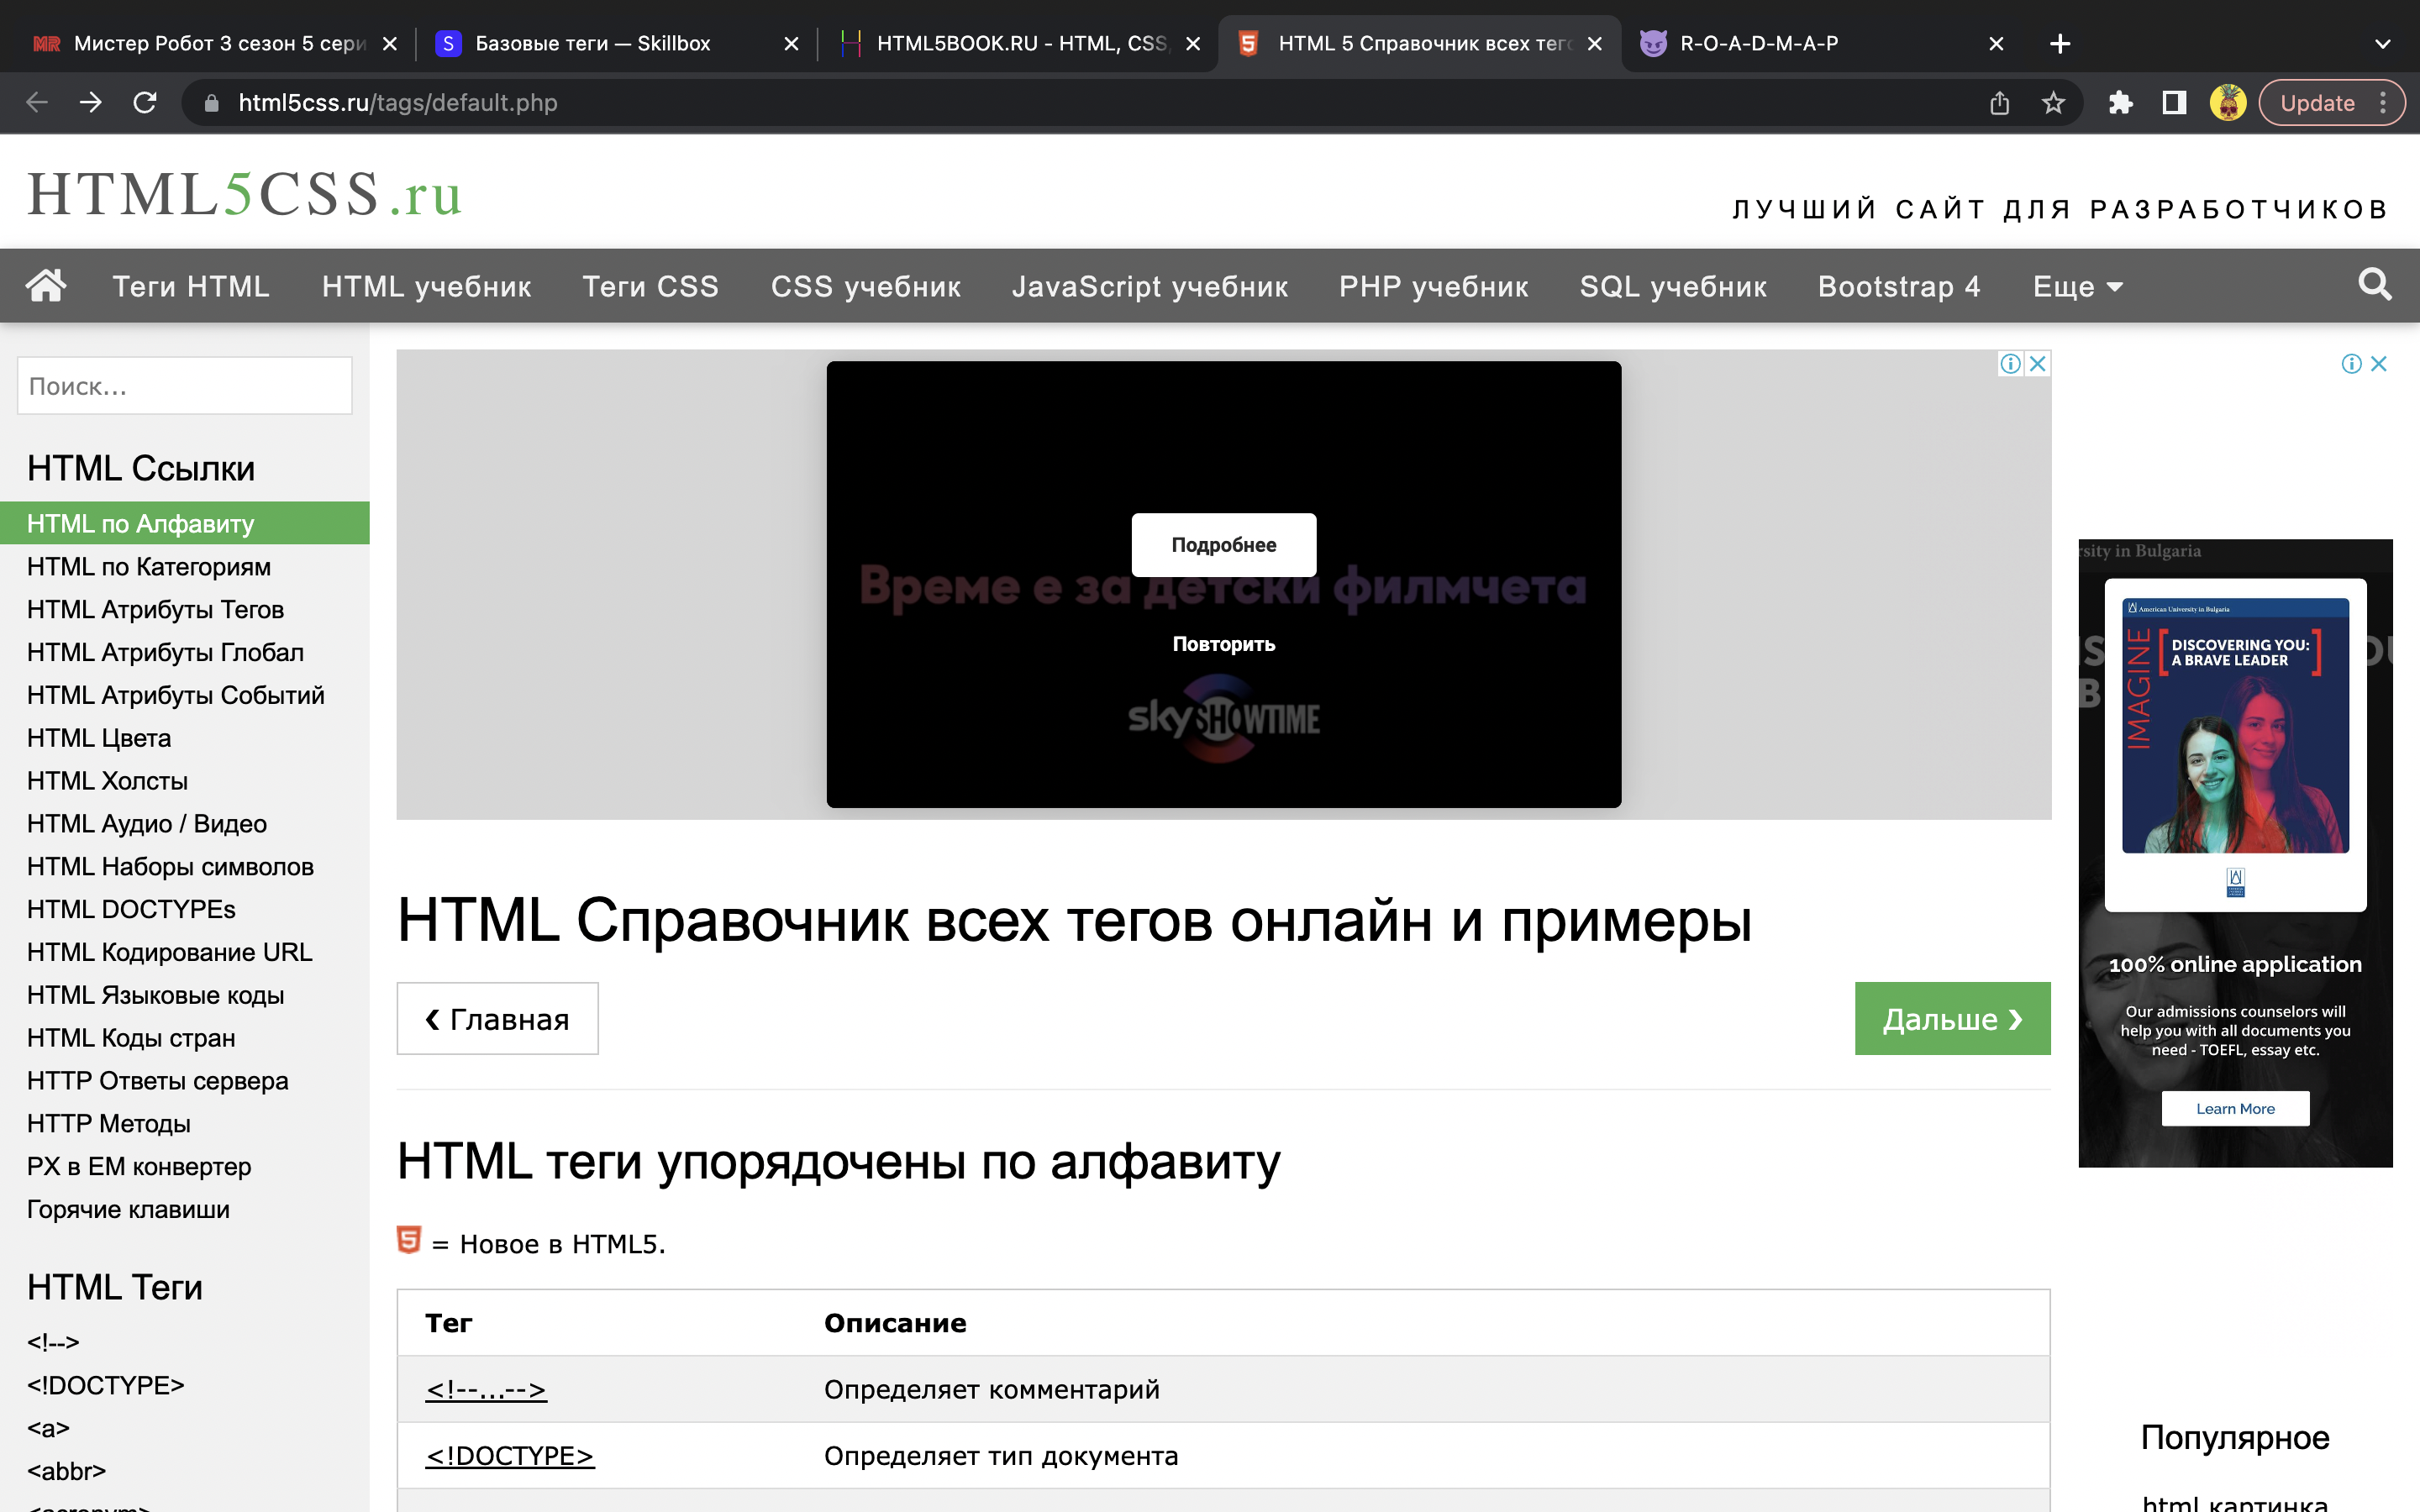 Мистер Робот 3 сезон 5 сери
Базовые теги — Skillbox
HTML5BOOK.RU - HTML, CSS,
HTML 5 Справочник всех тего
R-O-A-D-M-A-P
html5css.ru/tags/default.php
Update
HTML5CSS.ru
ЛУЧШИЙ САЙТ ДЛЯ РАЗРАБОТЧИКОВ
Теги HTML
HTML учебник
Теги CSS
CSS учебник
JavaScript учебник
PHP учебник
SQL учебник
Bootstrap 4
Еще
Поиск...
HTML Ссылки
HTML по Алфавиту
HTML по Категориям
HTML Атрибуты Тегов
HTML Атрибуты Глобал
HTML Атрибуты Событий
HTML Цвета
HTML Холсты
HTML Аудио / Видео
HTML Наборы символов
HTML DOCTYPEs
HTML Кодирование URL
HTML Языковые коды
HTML Коды стран
HTTP Ответы сервера
HTTP Методы
PX в EM конвертер
Горячие клавиши
HTML Теги
<!-->
<!DOCTYPE>
<a>
<abbr>
Подробнее
Време е за детски филмчета
Повторить
sky SHOWTIME
HTML Справочник всех тегов онлайн и примеры
❮ Главная
Дальше ❯
HTML теги упорядочены по алфавиту
5 = Новое в HTML5.
Тег
Описание
<!--...-->
Определяет комментарий
<!DOCTYPE>
Определяет тип документа
rsity in Bulgaria
American University in Bulgaria
IMAGINE
[DISCOVERING YOU:
A BRAVE LEADER]
100% online application
Our admissions counselors will
help you with all documents you
need - TOEFL, essay etc.
Learn More
Популярное
html картинка